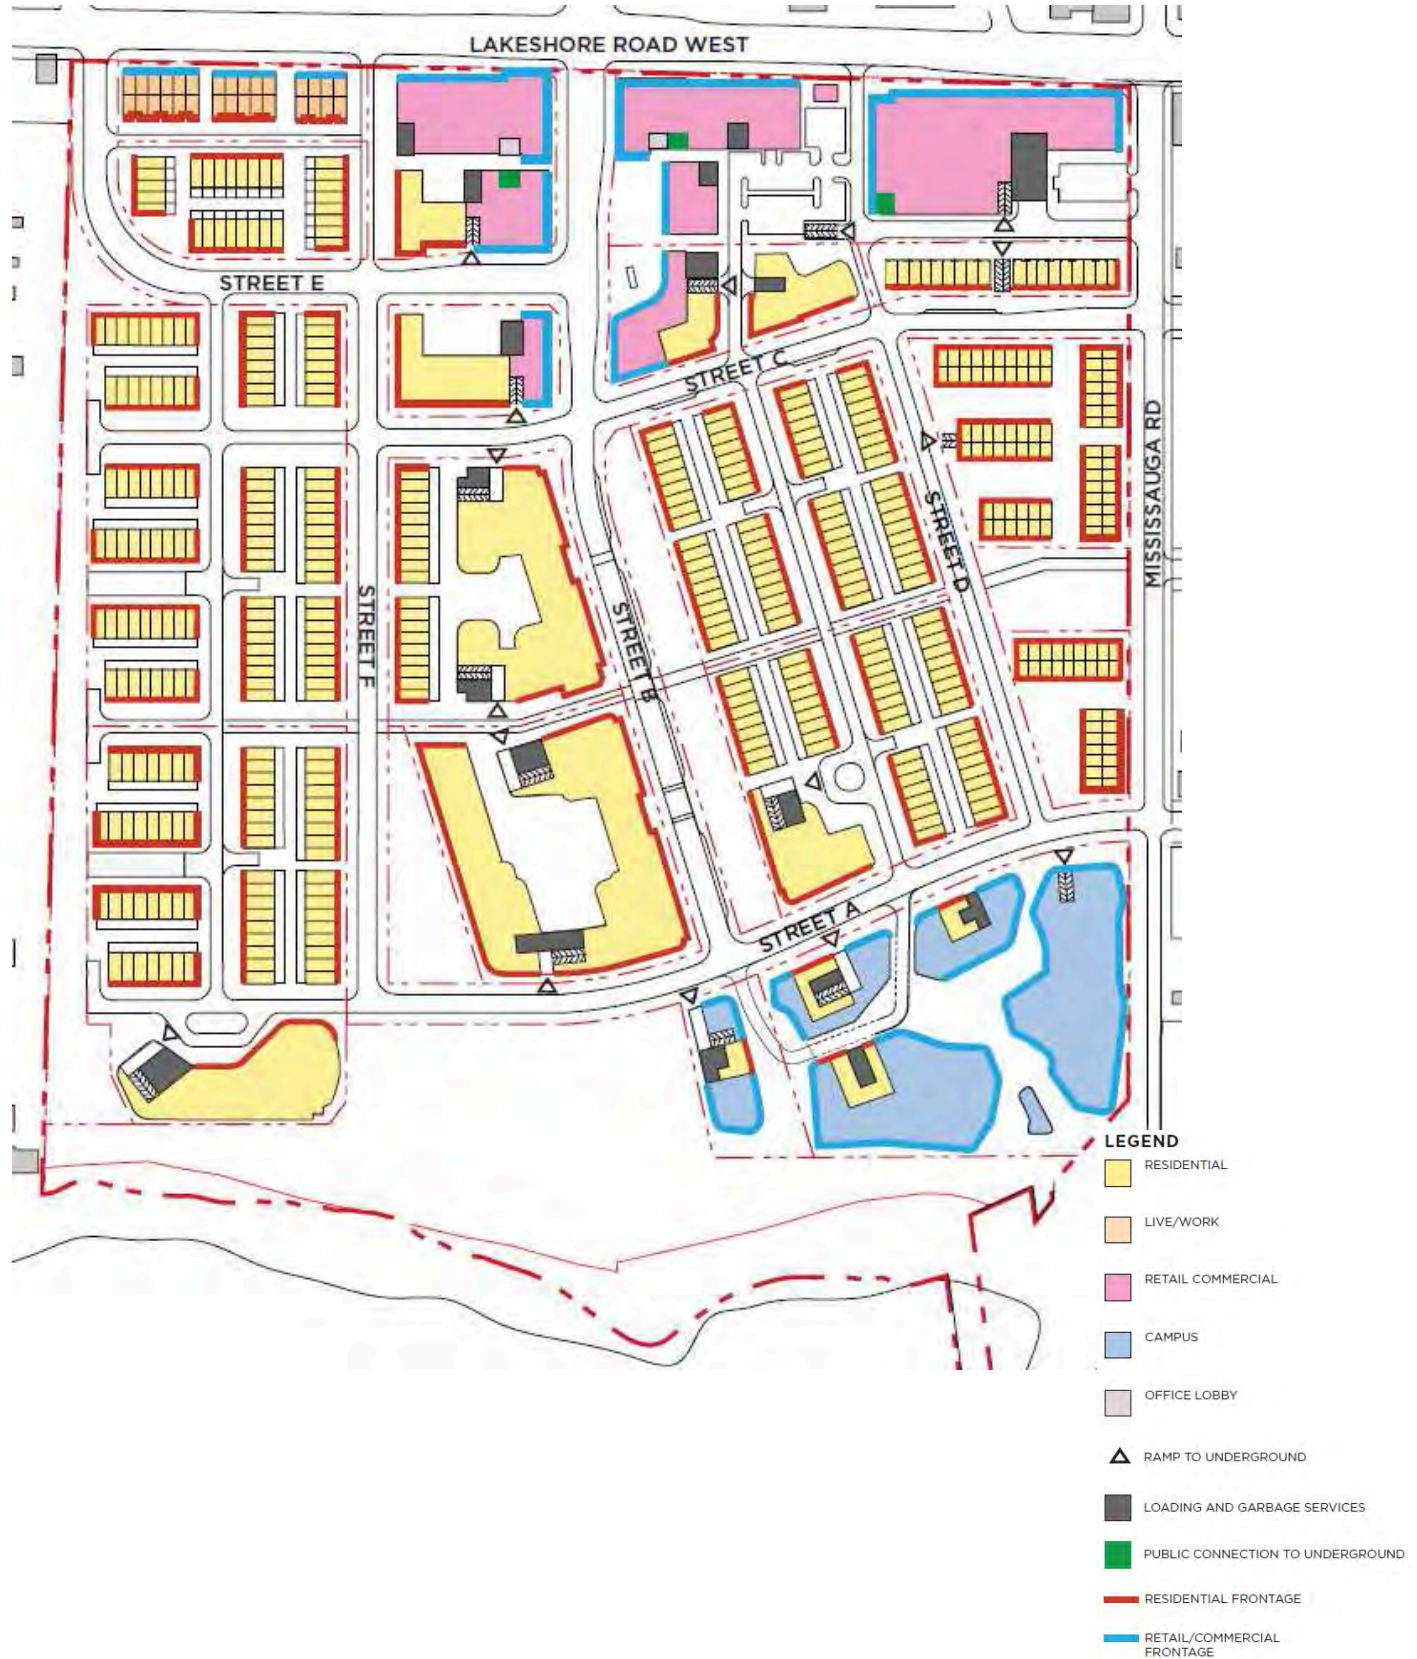 LAKESHORE ROAD WEST
STREET E
STREET C
MISSISSAUGA RD
STREET D
STREET F
STREET B
STREET A
LEGEND
RESIDENTIAL
LIVE/WORK
RETAIL COMMERCIAL
CAMPUS
OFFICE LOBBY
RAMP TO UNDERGROUND
LOADING AND GARBAGE SERVICES
PUBLIC CONNECTION TO UNDERGROUND
RESIDENTIAL FRONTAGE
RETAIL/COMMERCIAL
FRONTAGE